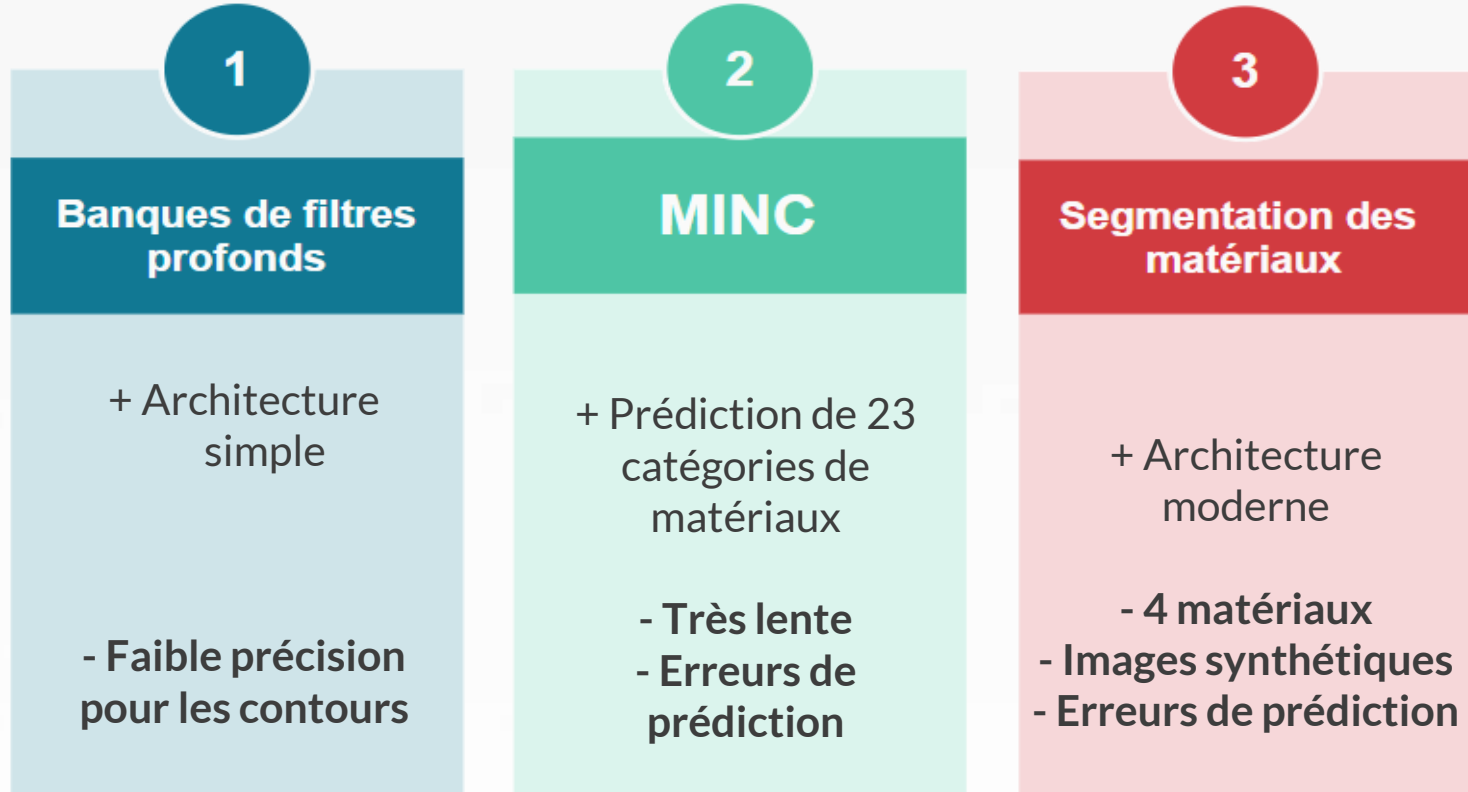 1
Banques de filtres
profonds
+ Architecture
simple
- Faible précision
pour les contours
2
MINC
+ Prédiction de 23
catégories de
matériaux
- Très lente
- Erreurs de
prédiction
3
Segmentation des
matériaux
+ Architecture
moderne
- 4 matériaux
- Images synthétiques
- Erreurs de prédiction